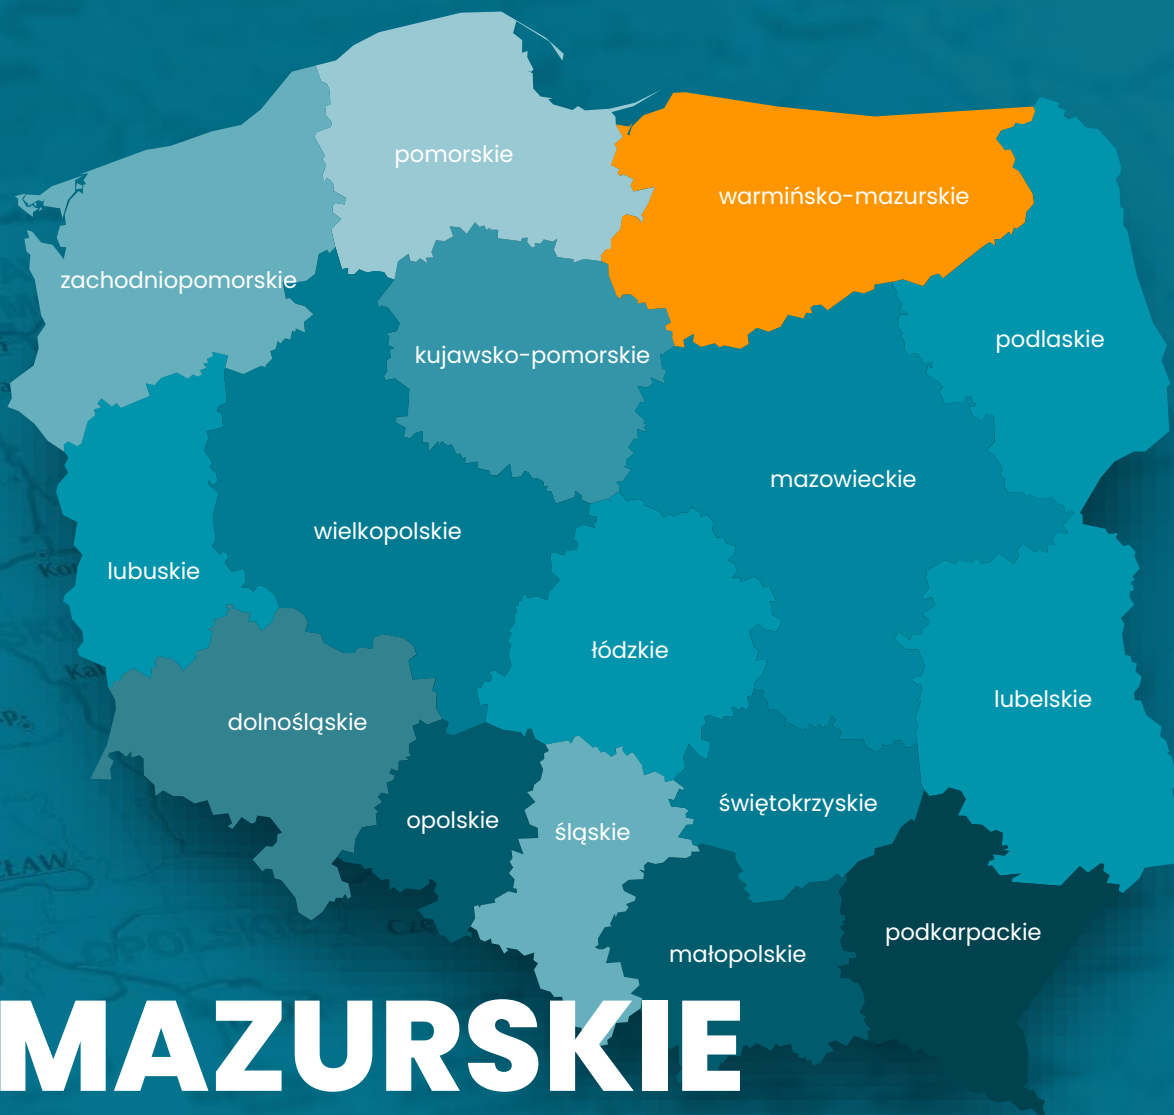 pomorskie
warmińsko-mazurskie
zachodniopomorskie
podlaskie
kujawsko-pomorskie
mazowieckie
wielkopolskie
lubuskie
łódzkie
lubelskie
dolnośląskie
świętokrzyskie
opolskie
śląskie
OPOLSKIE
podkarpackie
małopolskie
MAZURSKIE